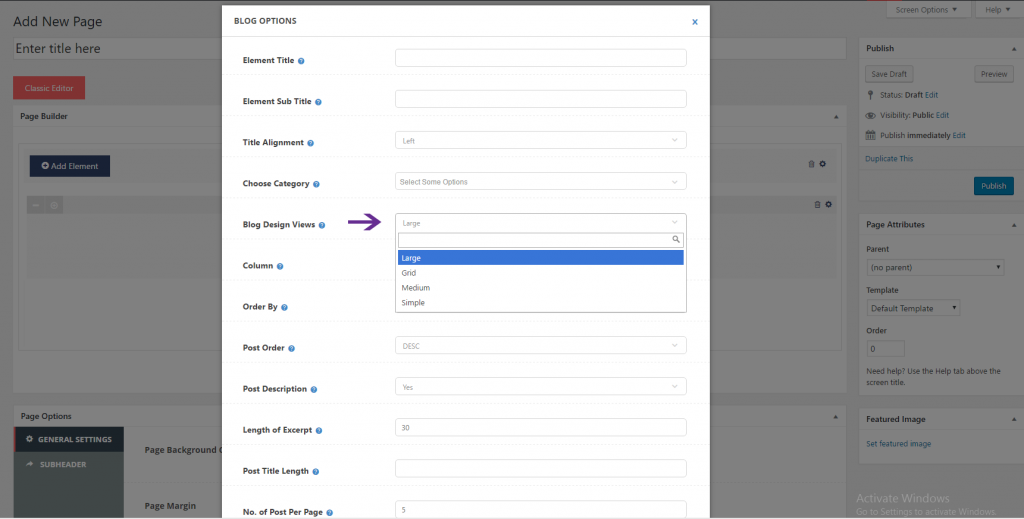 Add New Page
Screen Options
Help
Enter title here
Classic Editor
Page Builder
Add Element
Page Options
GENERAL SETTINGS
SUBHEADER
Page Background
Page Margin
BLOG OPTIONS
x
Element Title ?
Element Sub Title ?
Title Alignment ?
Left
Choose Category ?
Select Some Options
Blog Design Views ?
Large
Large
Grid
Medium
Simple
Column ?
Order By ?
Post Order ?
DESC
Post Description ?
Yes
Length of Excerpt ?
30
Post Title Length ?
No. of Post Per Page ?
5
Publish
Save Draft
Preview
Status: Draft Edit
Visibility: Public Edit
Publish immediately Edit
Duplicate This
Publish
Page Attributes
Parent
(no parent)
Template
Default Template
Order
0
Need help? Use the Help tab above the
screen title.
Featured Image
Set featured image
Activate Windows
Go to Settings to activate Windows.